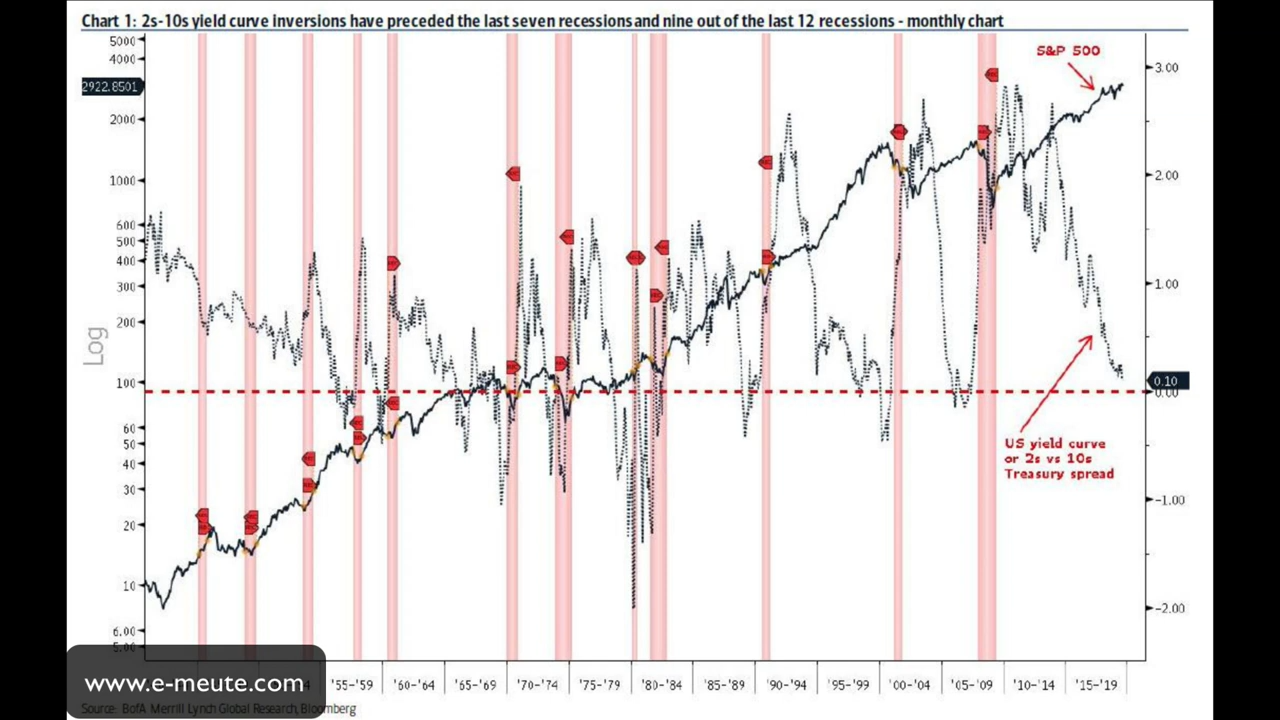 Chart 1: 2s-10s yield curve inversions have preceded the last seven recessions and nine out of the last 12 recessions - monthly chart
5000
4000
2922.8501
2000
1000
600
500
400
300
200
100
60
50
40
30
20
10
6.00
5.00
Log
S&P 500
3.00
2.00
1.00
0.10
0.00
-1.00
-2.00
US yield curve
or 2s vs 10s
Treasury spread
'55-'59 '60-'64 '65-'69 '70-'74 '75-'79 '80-'84 '85-'89 '90-'94 '95-'99 '00-'04 '05-'09 '10-'14 '15-'19
www.e-meute.com
Source: BofA Merrill Lynch Global Research, Bloomberg